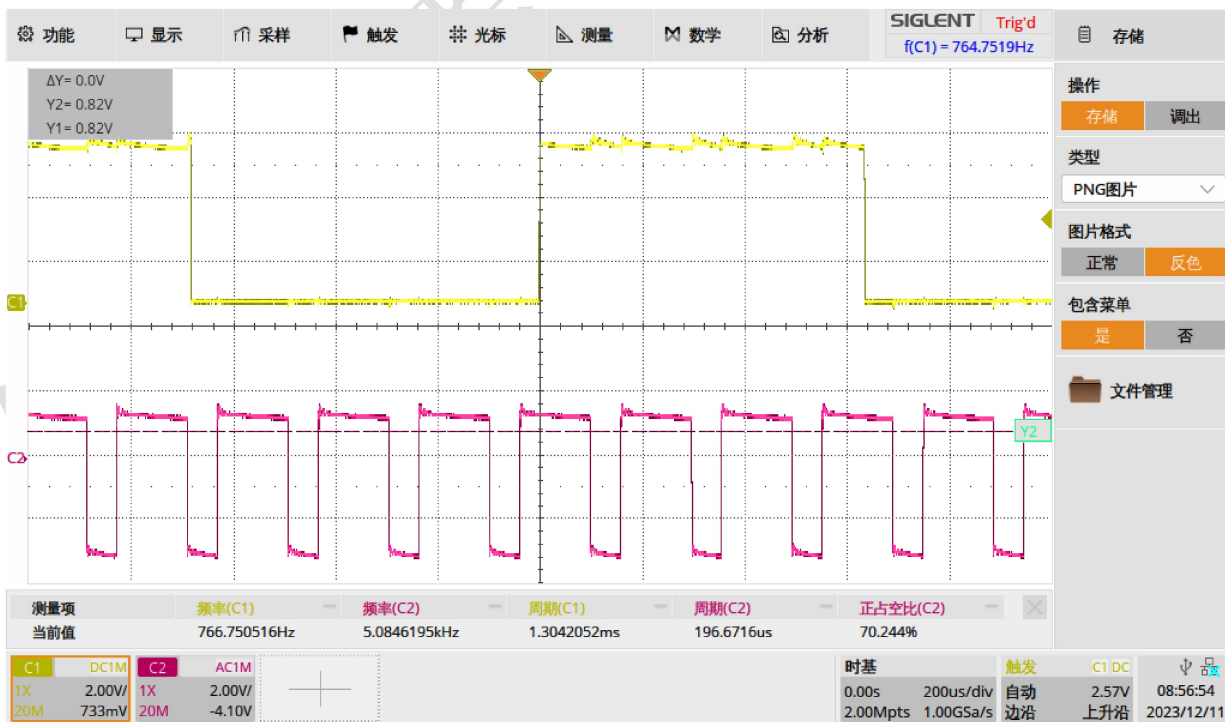 功能 显示 采样 触发 光标 测量 数学 分析 SIGLENT Trig'd
f(C1) = 764.7519Hz
存储
ΔY= 0.0V
Y2= 0.82V
Y1= 0.82V
操作
存储 调出
类型
PNG图片
图片格式
正常 反色
包含菜单
是 否
文件管理
C1
C2
Y2
测量项 频率(C1) 频率(C2) 周期(C1) 周期(C2) 正占空比(C2)
当前值 766.750516Hz 5.0846195kHz 1.3042052ms 196.6716us 70.244%
C1 DC1M C2 AC1M 时基 触发 C1 DC
1X 2.00V/ 1X 2.00V/ 0.00s 200us/div 自动 2.57V 08:56:54
20M 733mV 20M -4.10V 2.00Mpts 1.00GSa/s 边沿 上升沿 2023/12/11